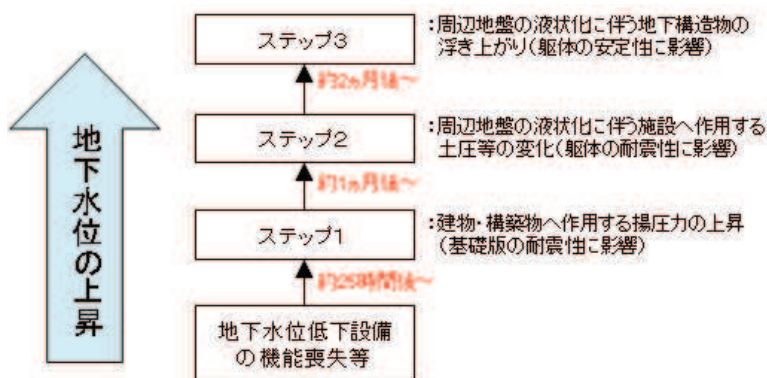 ステップ3
:周辺地盤の液状化に伴う地下構造物の
浮き上がり(躯体の安定性に影響)
約2ヵ月後~
ステップ2
:周辺地盤の液状化に伴う施設へ作用する
土圧等の変化(躯体の耐震性に影響)
約1ヵ月後~
ステップ1
:建物・構築物へ作用する揚圧力の上昇
(基礎版の耐震性に影響)
約25時間後~
地下水位低下設備
の機能喪失等
地下水位の上昇